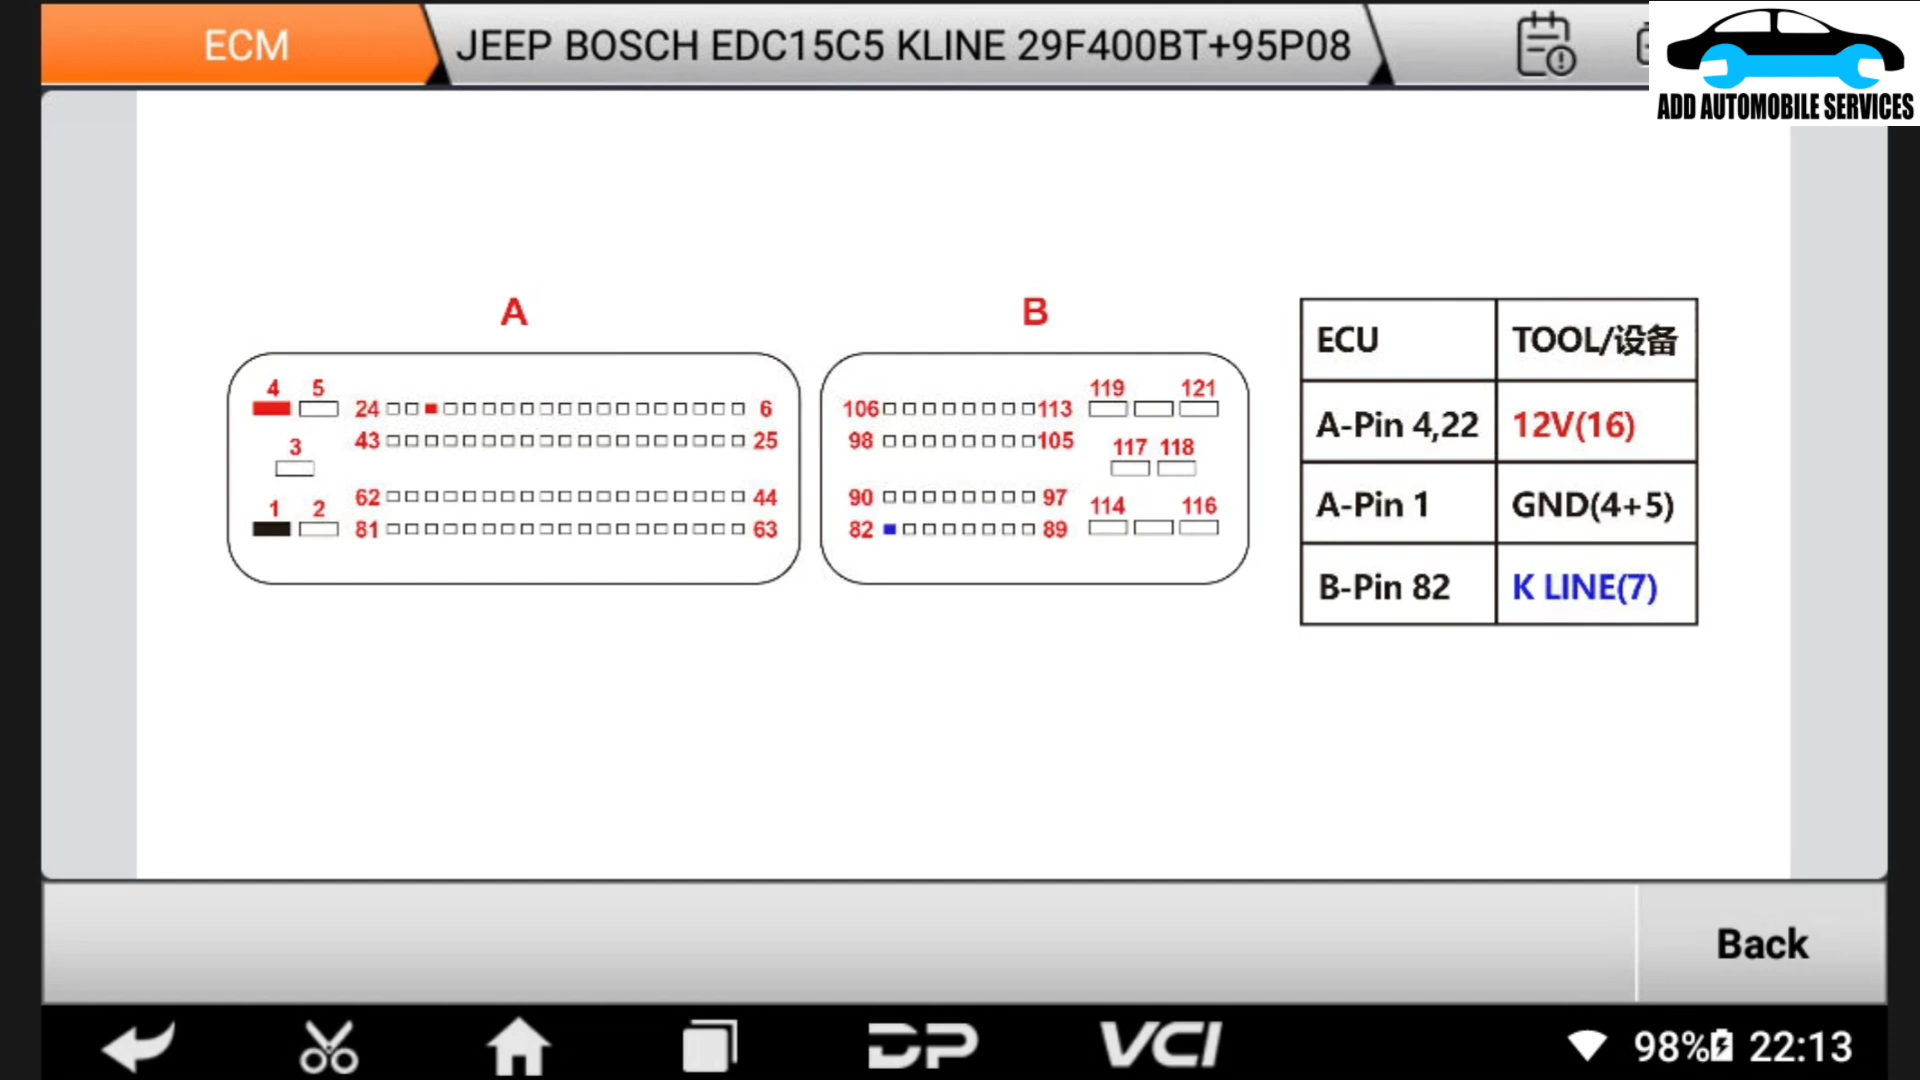 ECM
JEEP BOSCH EDC15C5 KLINE 29F400BT+95P08
ADD AUTOMOBILE SERVICES
A
B
4 5
24 6
43 25
3
62 44
1 2
81 63
106 113
119 121
98 105
117 118
90 97
114 116
82 89
ECU TOOL/设备
A-Pin 4,22 12V(16)
A-Pin 1 GND(4+5)
B-Pin 82 K LINE(7)
Back
DP VCI 98% 22:13